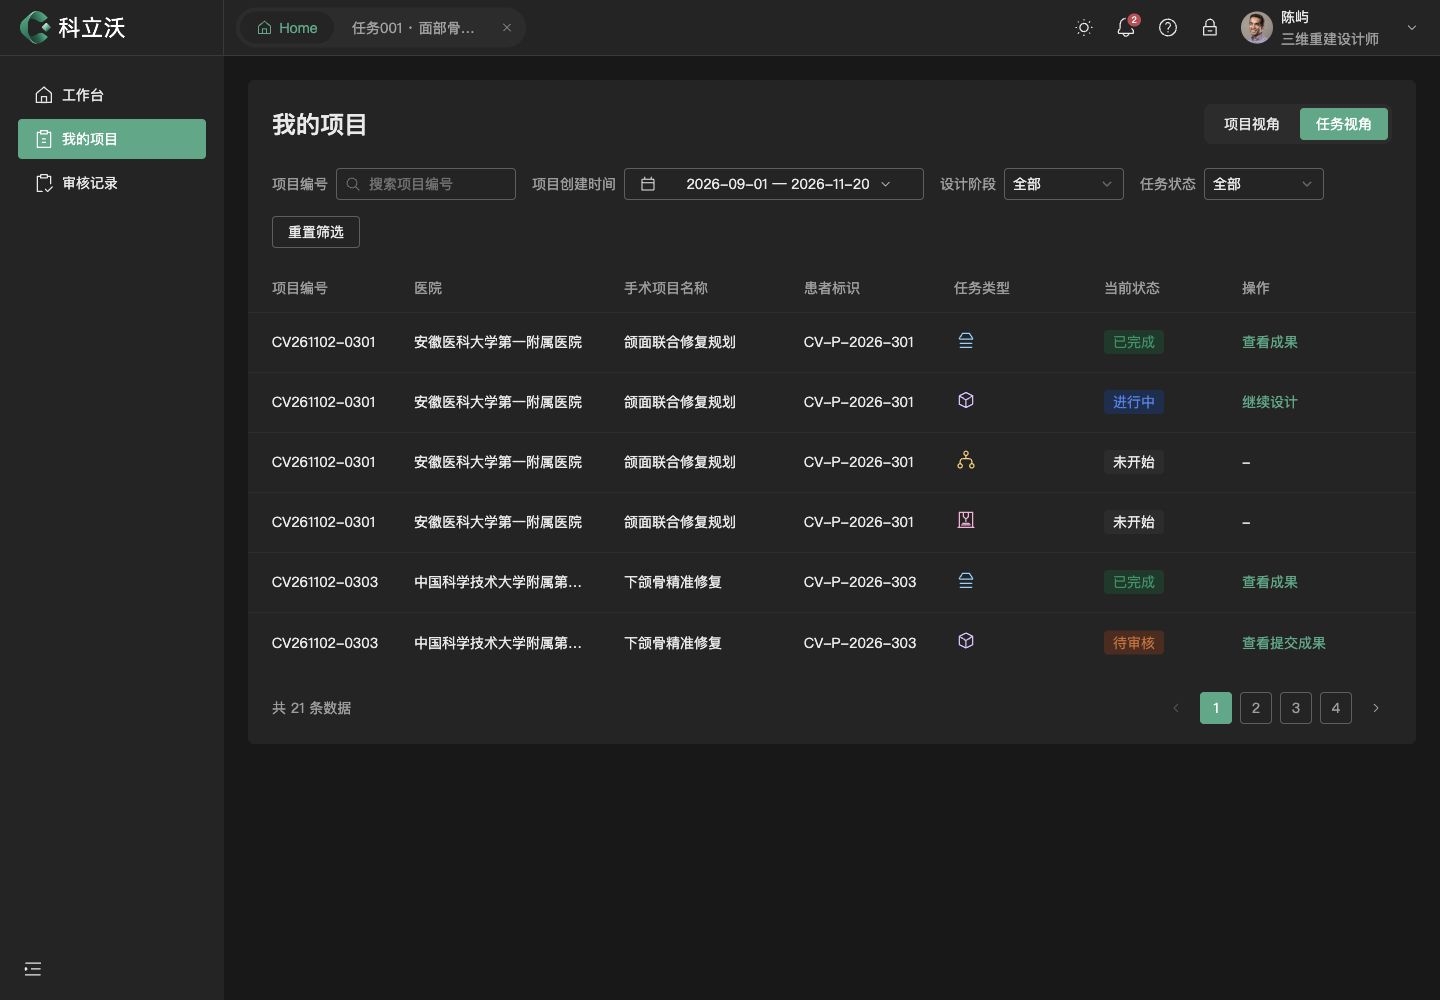 科立沃
Home
任务001 · 面部骨...
2
陈屿
三维重建设计师
工作台
我的项目
审核记录
我的项目
项目视角
任务视角
项目编号 搜索项目编号 项目创建时间 2026-09-01 — 2026-11-20 设计阶段 全部 任务状态 全部
重置筛选
项目编号 医院 手术项目名称 患者标识 任务类型 当前状态 操作
CV261102-0301 安徽医科大学第一附属医院 颌面联合修复规划 CV-P-2026-301 已完成 查看成果
CV261102-0301 安徽医科大学第一附属医院 颌面联合修复规划 CV-P-2026-301 进行中 继续设计
CV261102-0301 安徽医科大学第一附属医院 颌面联合修复规划 CV-P-2026-301 未开始 –
CV261102-0301 安徽医科大学第一附属医院 颌面联合修复规划 CV-P-2026-301 未开始 –
CV261102-0303 中国科学技术大学附属第... 下颌骨精准修复 CV-P-2026-303 已完成 查看成果
CV261102-0303 中国科学技术大学附属第... 下颌骨精准修复 CV-P-2026-303 待审核 查看提交成果
共 21 条数据
1 2 3 4